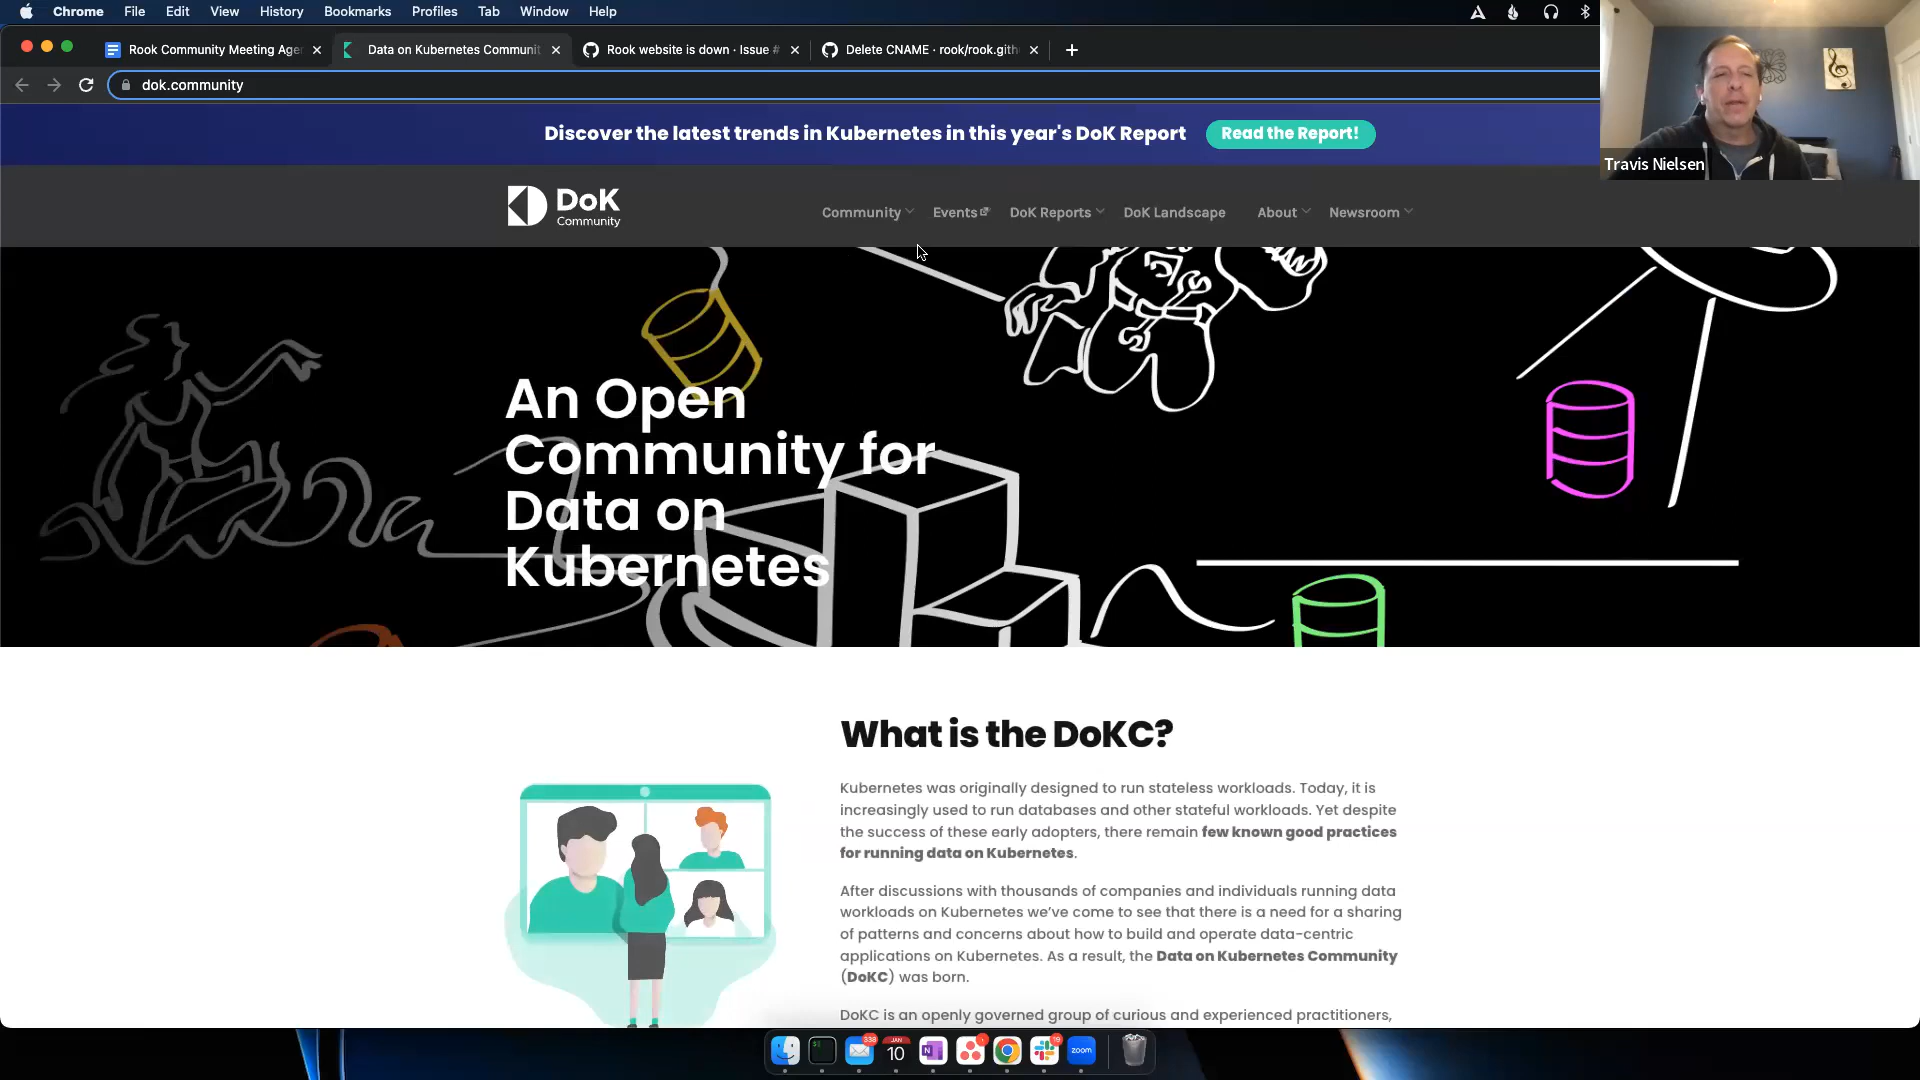 Chrome File Edit View History Bookmarks Profiles Tab Window Help
Rook Community Meeting Age
Data on Kubernetes Communit
Rook website is down · Issue #
Delete CNAME · rook/rook.gith
dok.community
Travis Nielsen
Discover the latest trends in Kubernetes in this year's DoK Report
Read the Report!
DoK
Community
Community Events DoK Reports DoK Landscape About Newsroom
An Open
Community for
Data on
Kubernetes
What is the DoKC?
Kubernetes was originally designed to run stateless workloads. Today, it is
increasingly used to run databases and other stateful workloads. Yet despite
the success of these early adopters, there remain few known good practices
for running data on Kubernetes.
After discussions with thousands of companies and individuals running data
workloads on Kubernetes we've come to see that there is a need for a sharing
of patterns and concerns about how to build and operate data-centric
applications on Kubernetes. As a result, the Data on Kubernetes Community
(DoKC) was born.
DoKC is an openly governed group of curious and experienced practitioners,
338
JAN
10
N
1
19
zoom